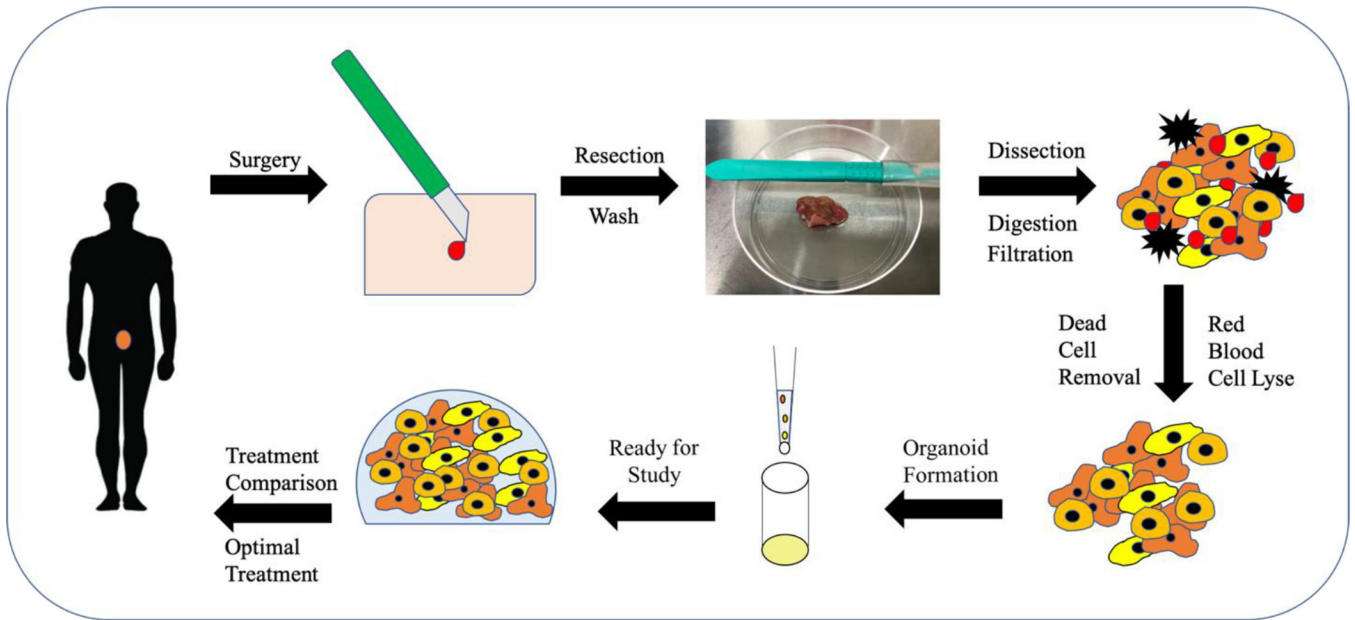 Surgery
Resection
Wash
Dissection
Digestion
Filtration
Dead
Cell
Removal
Red
Blood
Cell Lyse
Organoid
Formation
Ready for
Study
Treatment
Comparison
Optimal
Treatment